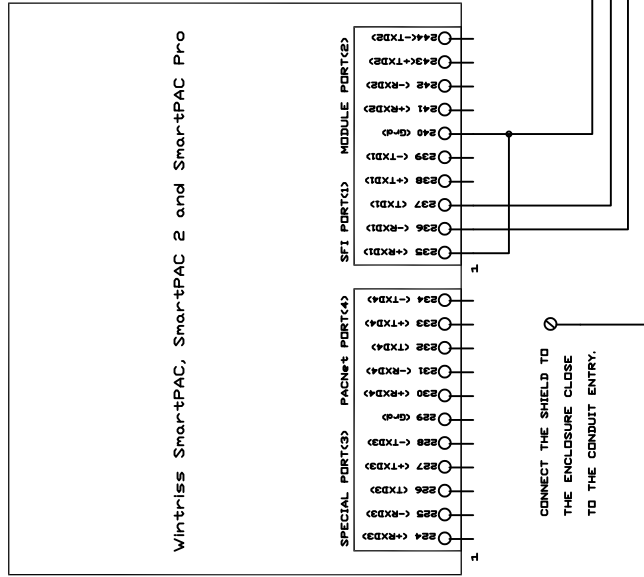 Wintriss SmartPAC, SmartPAC 2 and SmartPAC Pro
MODULE PORT(2)
SFI PORT(1)
244(-TXD2)
243(+TXD2)
242 (-RXD2)
241 (+RXD2)
240 (Grd)
239 (-TXD1)
238 (+TXD1)
237 (TXD1)
236 (-RXD1)
235 (+RXD1)
1
PACNet PORT(4)
SPECIAL PORT(3)
234 (-TXD4)
233 (+TXD4)
232 (TXD4)
231 (-RXD4)
230 (+RXD4)
229 (Grd)
228 (-TXD3)
227 (+TXD3)
226 (TXD3)
225 (-RXD3)
224 (+RXD3)
1
CONNECT THE SHIELD TO
THE ENCLOSURE CLOSE
TO THE CONDUIT ENTRY.